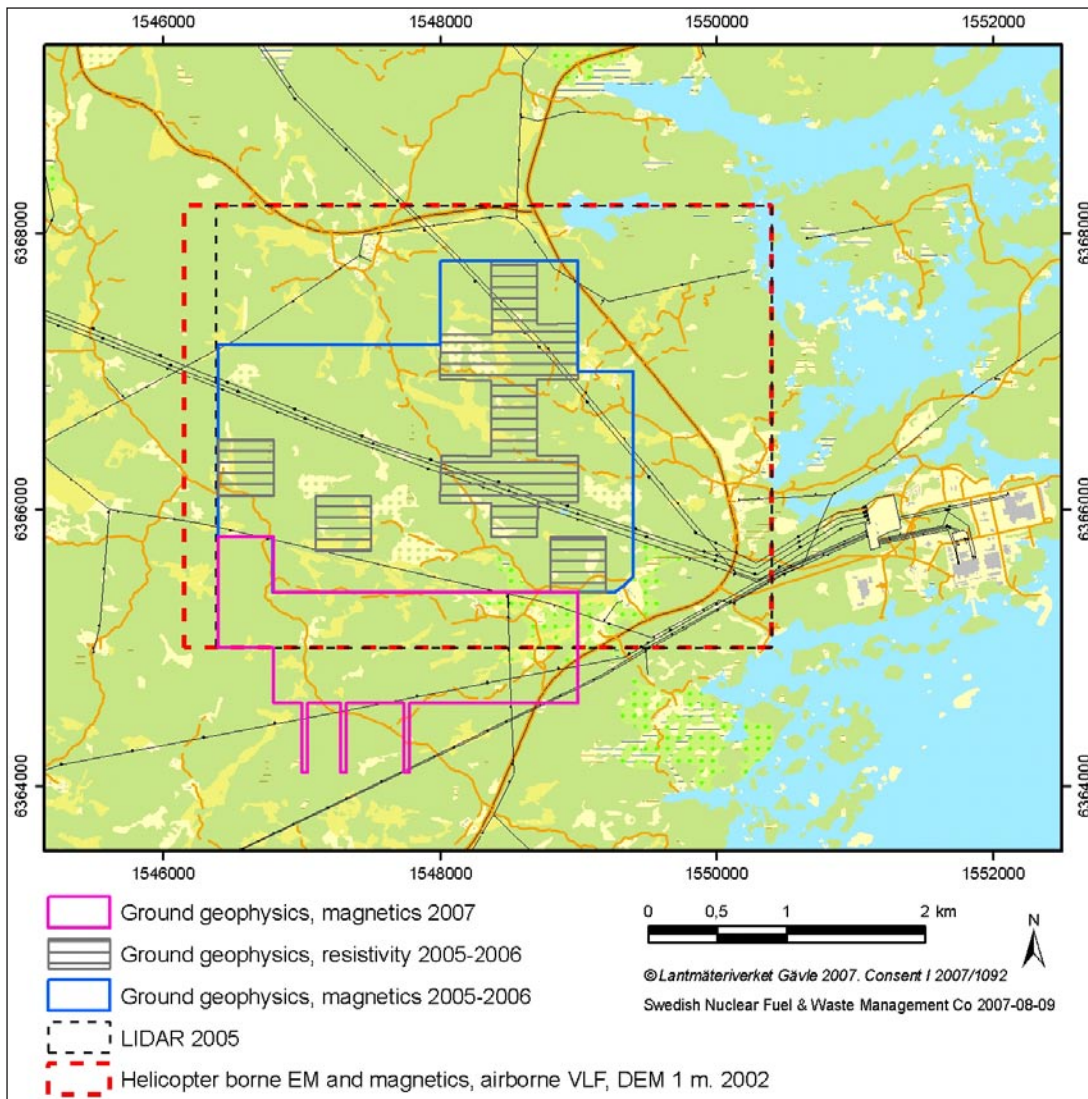 1546000 1548000 1550000 1552000
6368000 6368000
6366000 6366000
6364000 6364000
1546000 1548000 1550000 1552000
Ground geophysics, magnetics 2007
Ground geophysics, resistivity 2005-2006
Ground geophysics, magnetics 2005-2006
LIDAR 2005
Helicopter borne EM and magnetics, airborne VLF, DEM 1 m. 2002
0 0,5 1 2 km
N
©Lantmäteriverket Gävle 2007. Consent I 2007/1092
Swedish Nuclear Fuel & Waste Management Co 2007-08-09